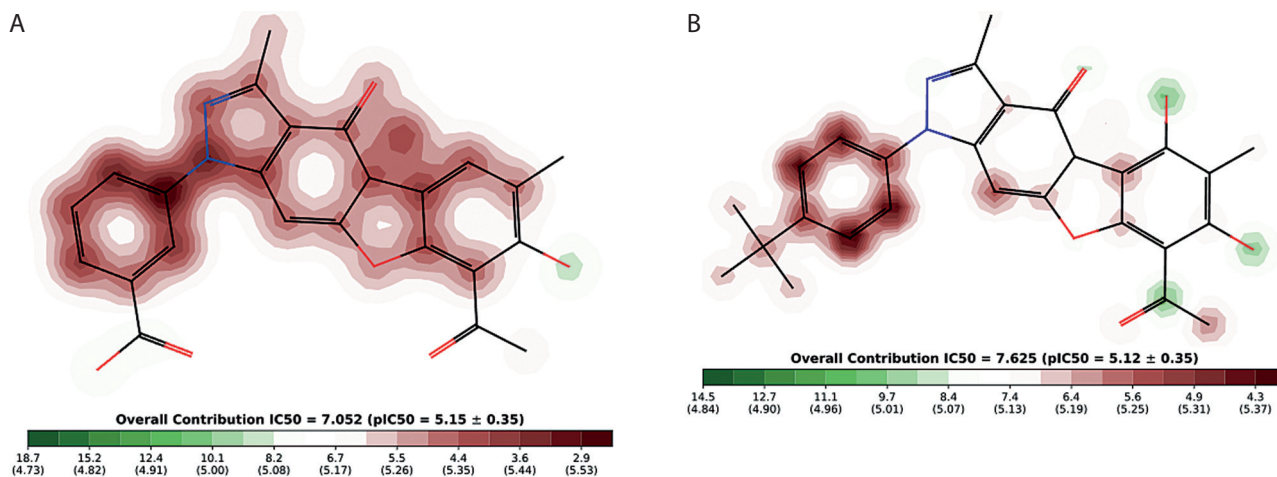 A
B
Overall Contribution IC50 = 7.052 (pIC50 = 5.15 ± 0.35)
18.7 15.2 12.4 10.1 8.2 6.7 5.5 4.4 3.6 2.9
(4.73) (4.82) (4.91) (5.00) (5.08) (5.17) (5.26) (5.35) (5.44) (5.53)
Overall Contribution IC50 = 7.625 (pIC50 = 5.12 ± 0.35)
14.5 12.7 11.1 9.7 8.4 7.4 6.4 5.6 4.9 4.3
(4.84) (4.90) (4.96) (5.01) (5.07) (5.13) (5.19) (5.25) (5.31) (5.37)